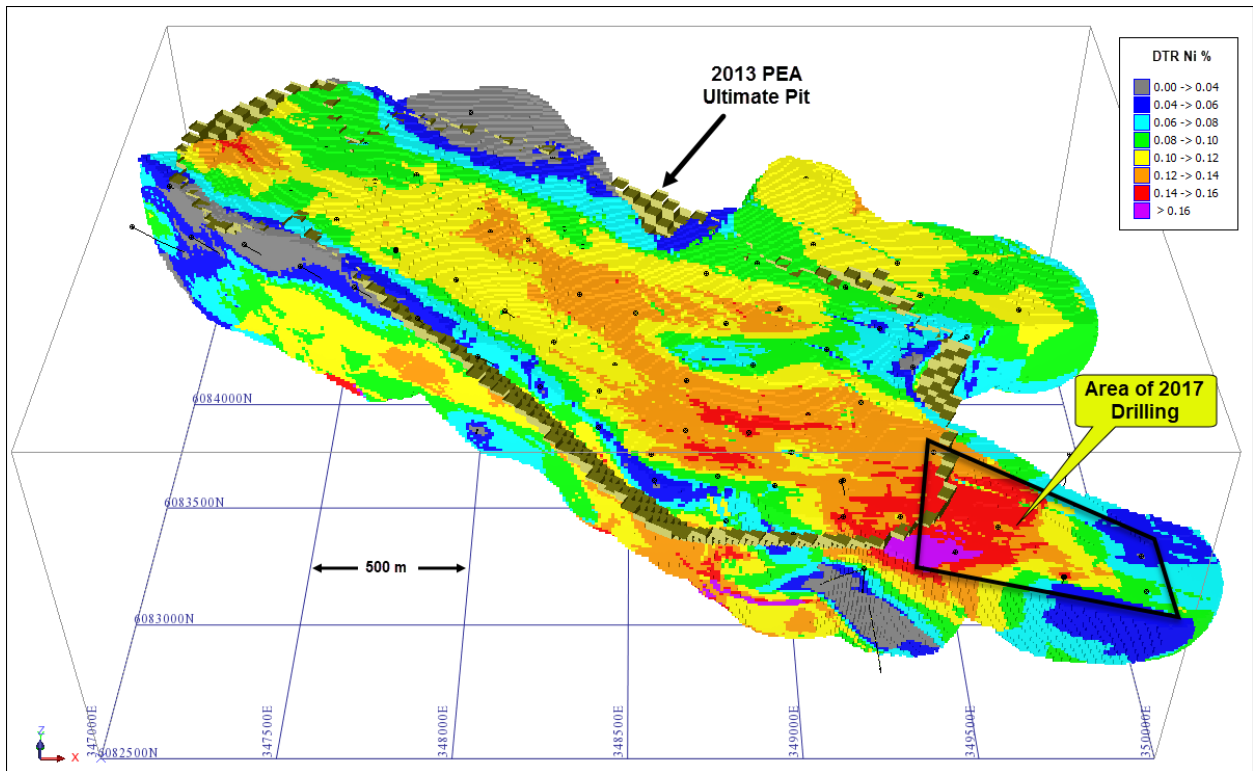 2013 PEA
Ultimate Pit
DTR Ni %
0.00 -> 0.04
0.04 -> 0.06
0.06 -> 0.08
0.08 -> 0.10
0.10 -> 0.12
0.12 -> 0.14
0.14 -> 0.16
> 0.16
Area of 2017
Drilling
6084000N
6083500N
500 m
6083000N
6082500N
347000E
347500E
348000E
348500E
349000E
349500E
350000E
Z
X